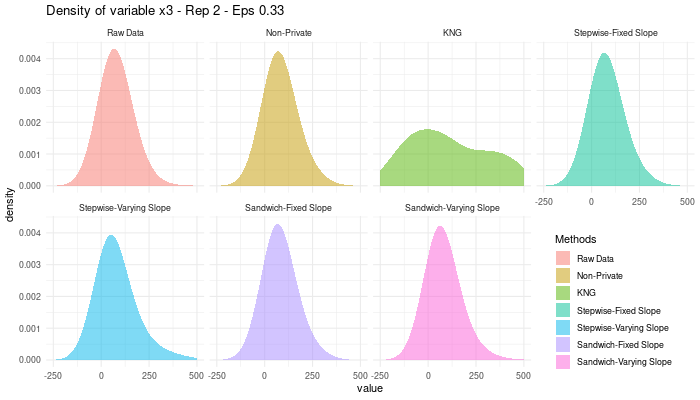 Density of variable x3 - Rep 2 - Eps 0.33
Raw Data
Non-Private
KNG
Stepwise-Fixed Slope
0.004
0.003
0.002
0.001
0.000
-250
0
250
500
density
Stepwise-Varying Slope
Sandwich-Fixed Slope
Sandwich-Varying Slope
0.004
0.003
0.002
0.001
0.000
-250
0
250
500
-250
0
250
500
-250
0
250
500
value
Methods
Raw Data
Non-Private
KNG
Stepwise-Fixed Slope
Stepwise-Varying Slope
Sandwich-Fixed Slope
Sandwich-Varying Slope